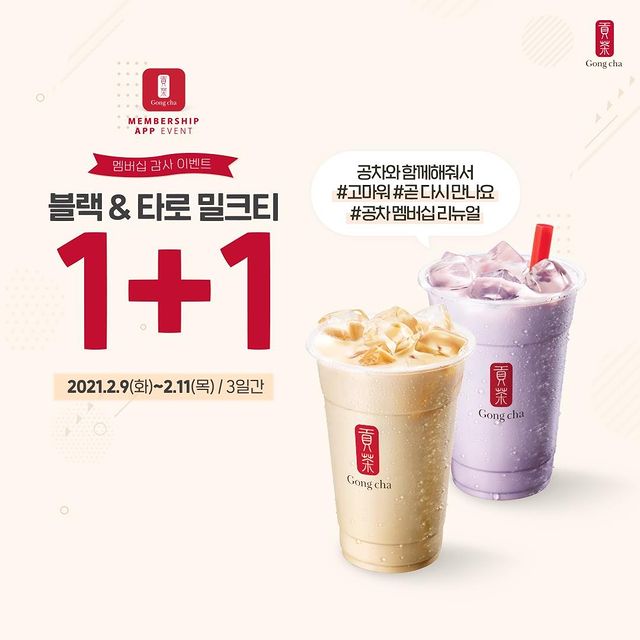 貢茶
Gong cha
貢茶
Gong cha
MEMBERSHIP
APP EVENT
멤버십 감사 이벤트
블랙 & 타로 밀크티
1+1
2021.2.9(화)~2.11(목) / 3일간
공차와 함께해줘서
#고마워 #곧 다시 만나요
#공차 멤버십 리뉴얼
貢茶
Gong cha
貢茶
Gong cha